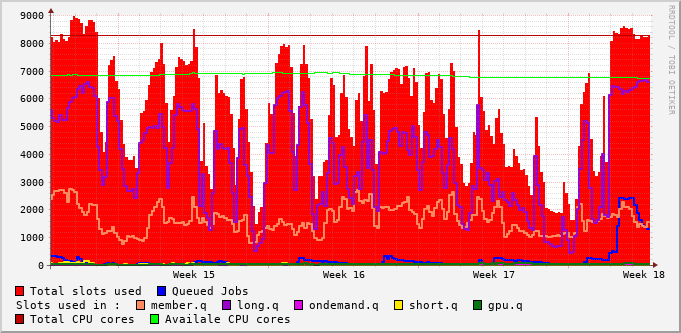 9000
8000
7000
6000
5000
4000
3000
2000
1000
0
Week 15 Week 16 Week 17 Week 18
RRDTOOL / TOBI OETIKER
Total slots used Queued Jobs
Slots used in : member.q long.q ondemand.q short.q gpu.q
Total CPU cores Availale CPU cores